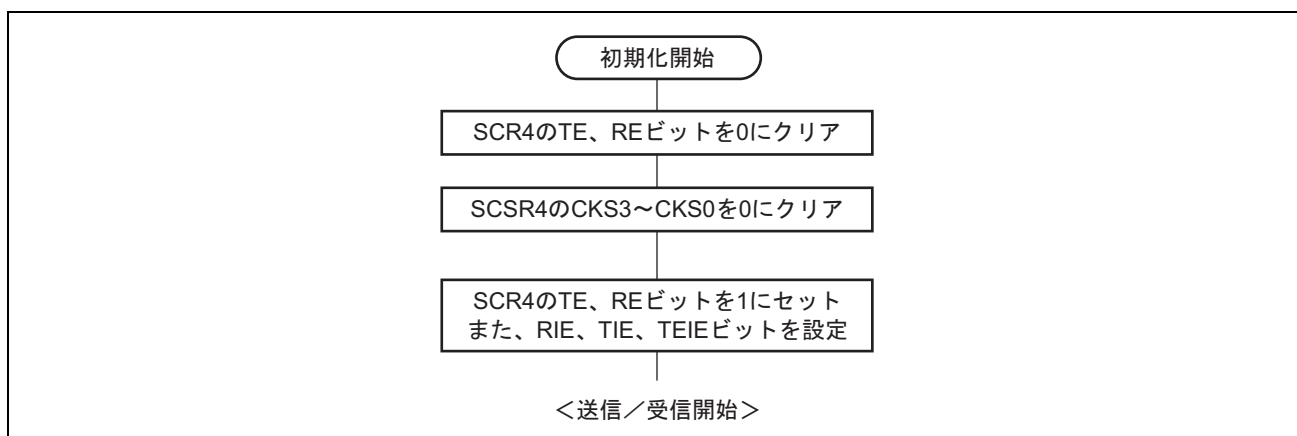 初期化開始
SCR4のTE、REビットを0にクリア
SCSR4のCKS3～CKS0を0にクリア
SCR4のTE、REビットを1にセット
また、RIE、TIE、TEIEビットを設定
＜送信／受信開始＞